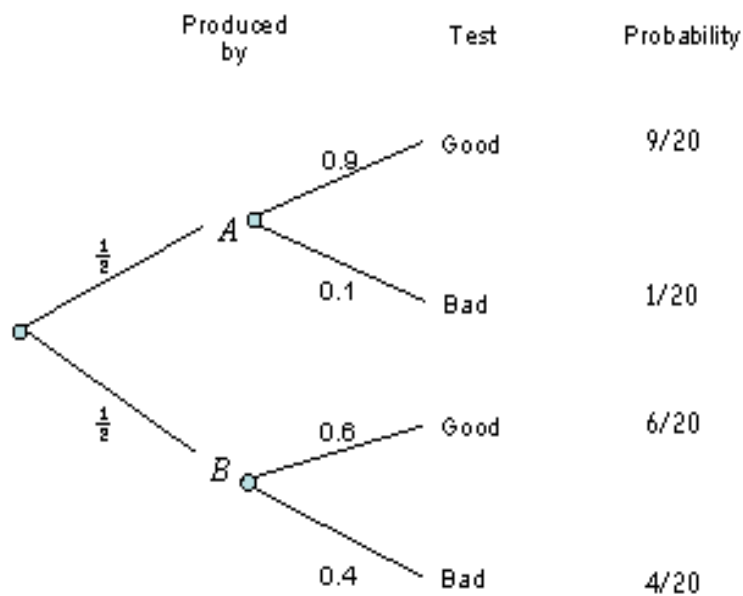 Produced
by
Test
Probability
0.9
Good
9/20
½
A
0.1
Bad
1/20
½
0.6
Good
6/20
B
0.4
Bad
4/20